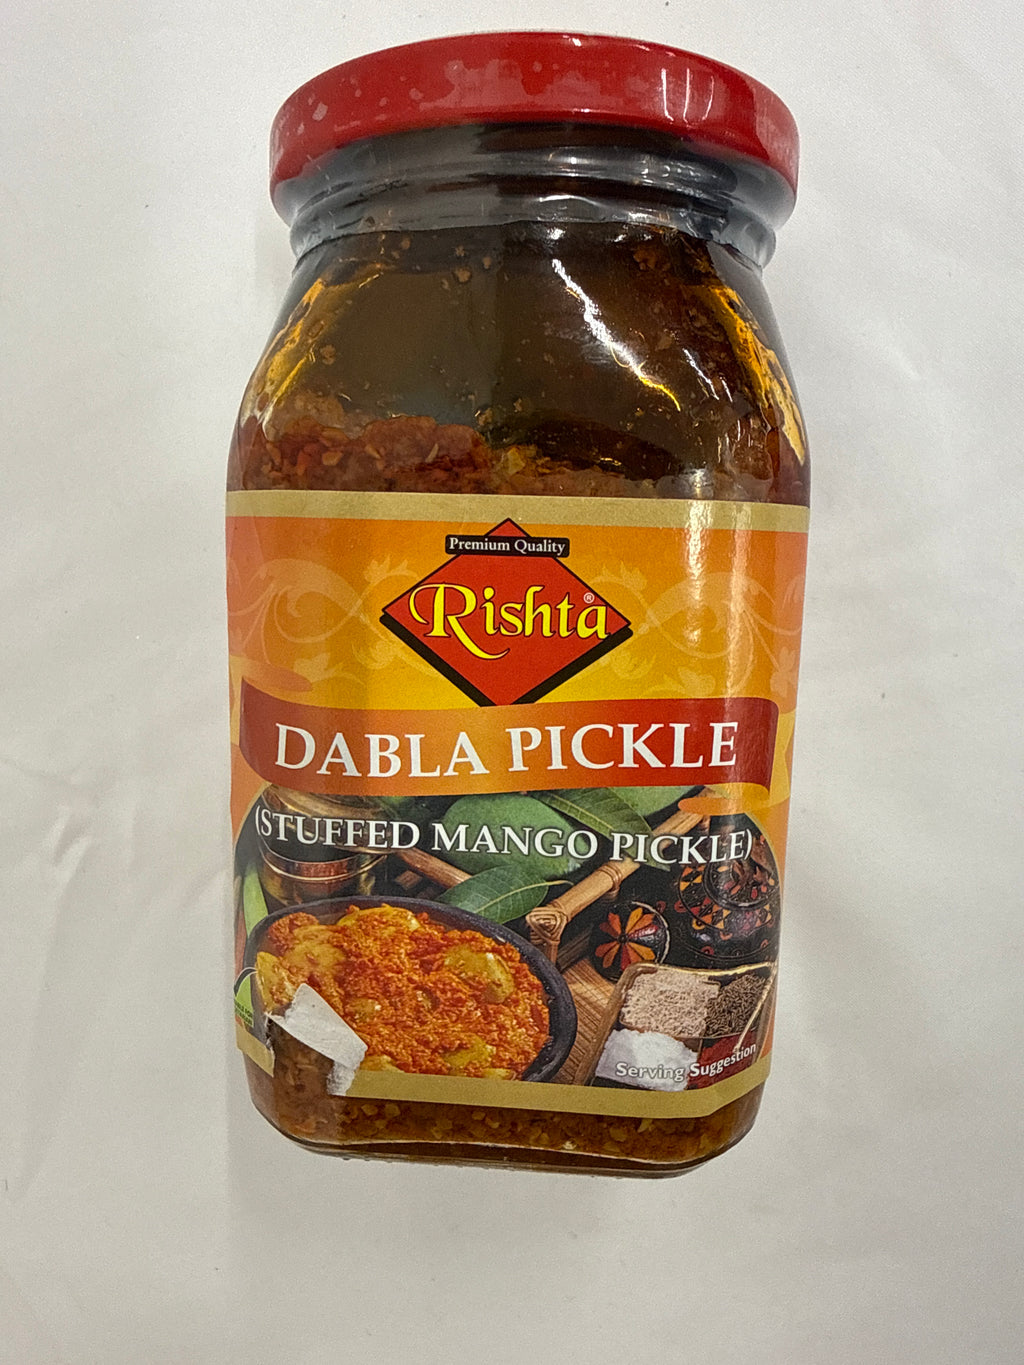 Premium Quality
Rishta®
DABLA PICKLE
(STUFFED MANGO PICKLE)
Serving Suggestion